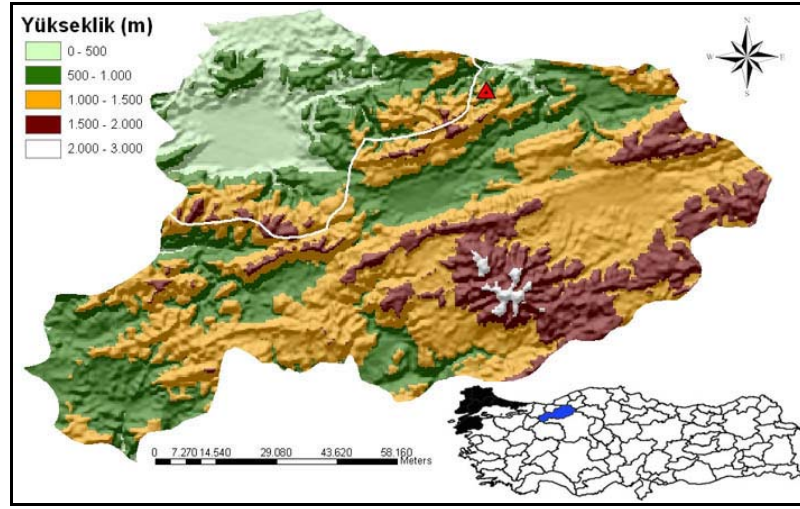 Yükseklik (m)
0 - 500
500 - 1.000
1.000 - 1.500
1.500 - 2.000
2.000 - 3.000
N
W
E
S
0 7.270 14.540 29.080 43.620 58.160
Meters